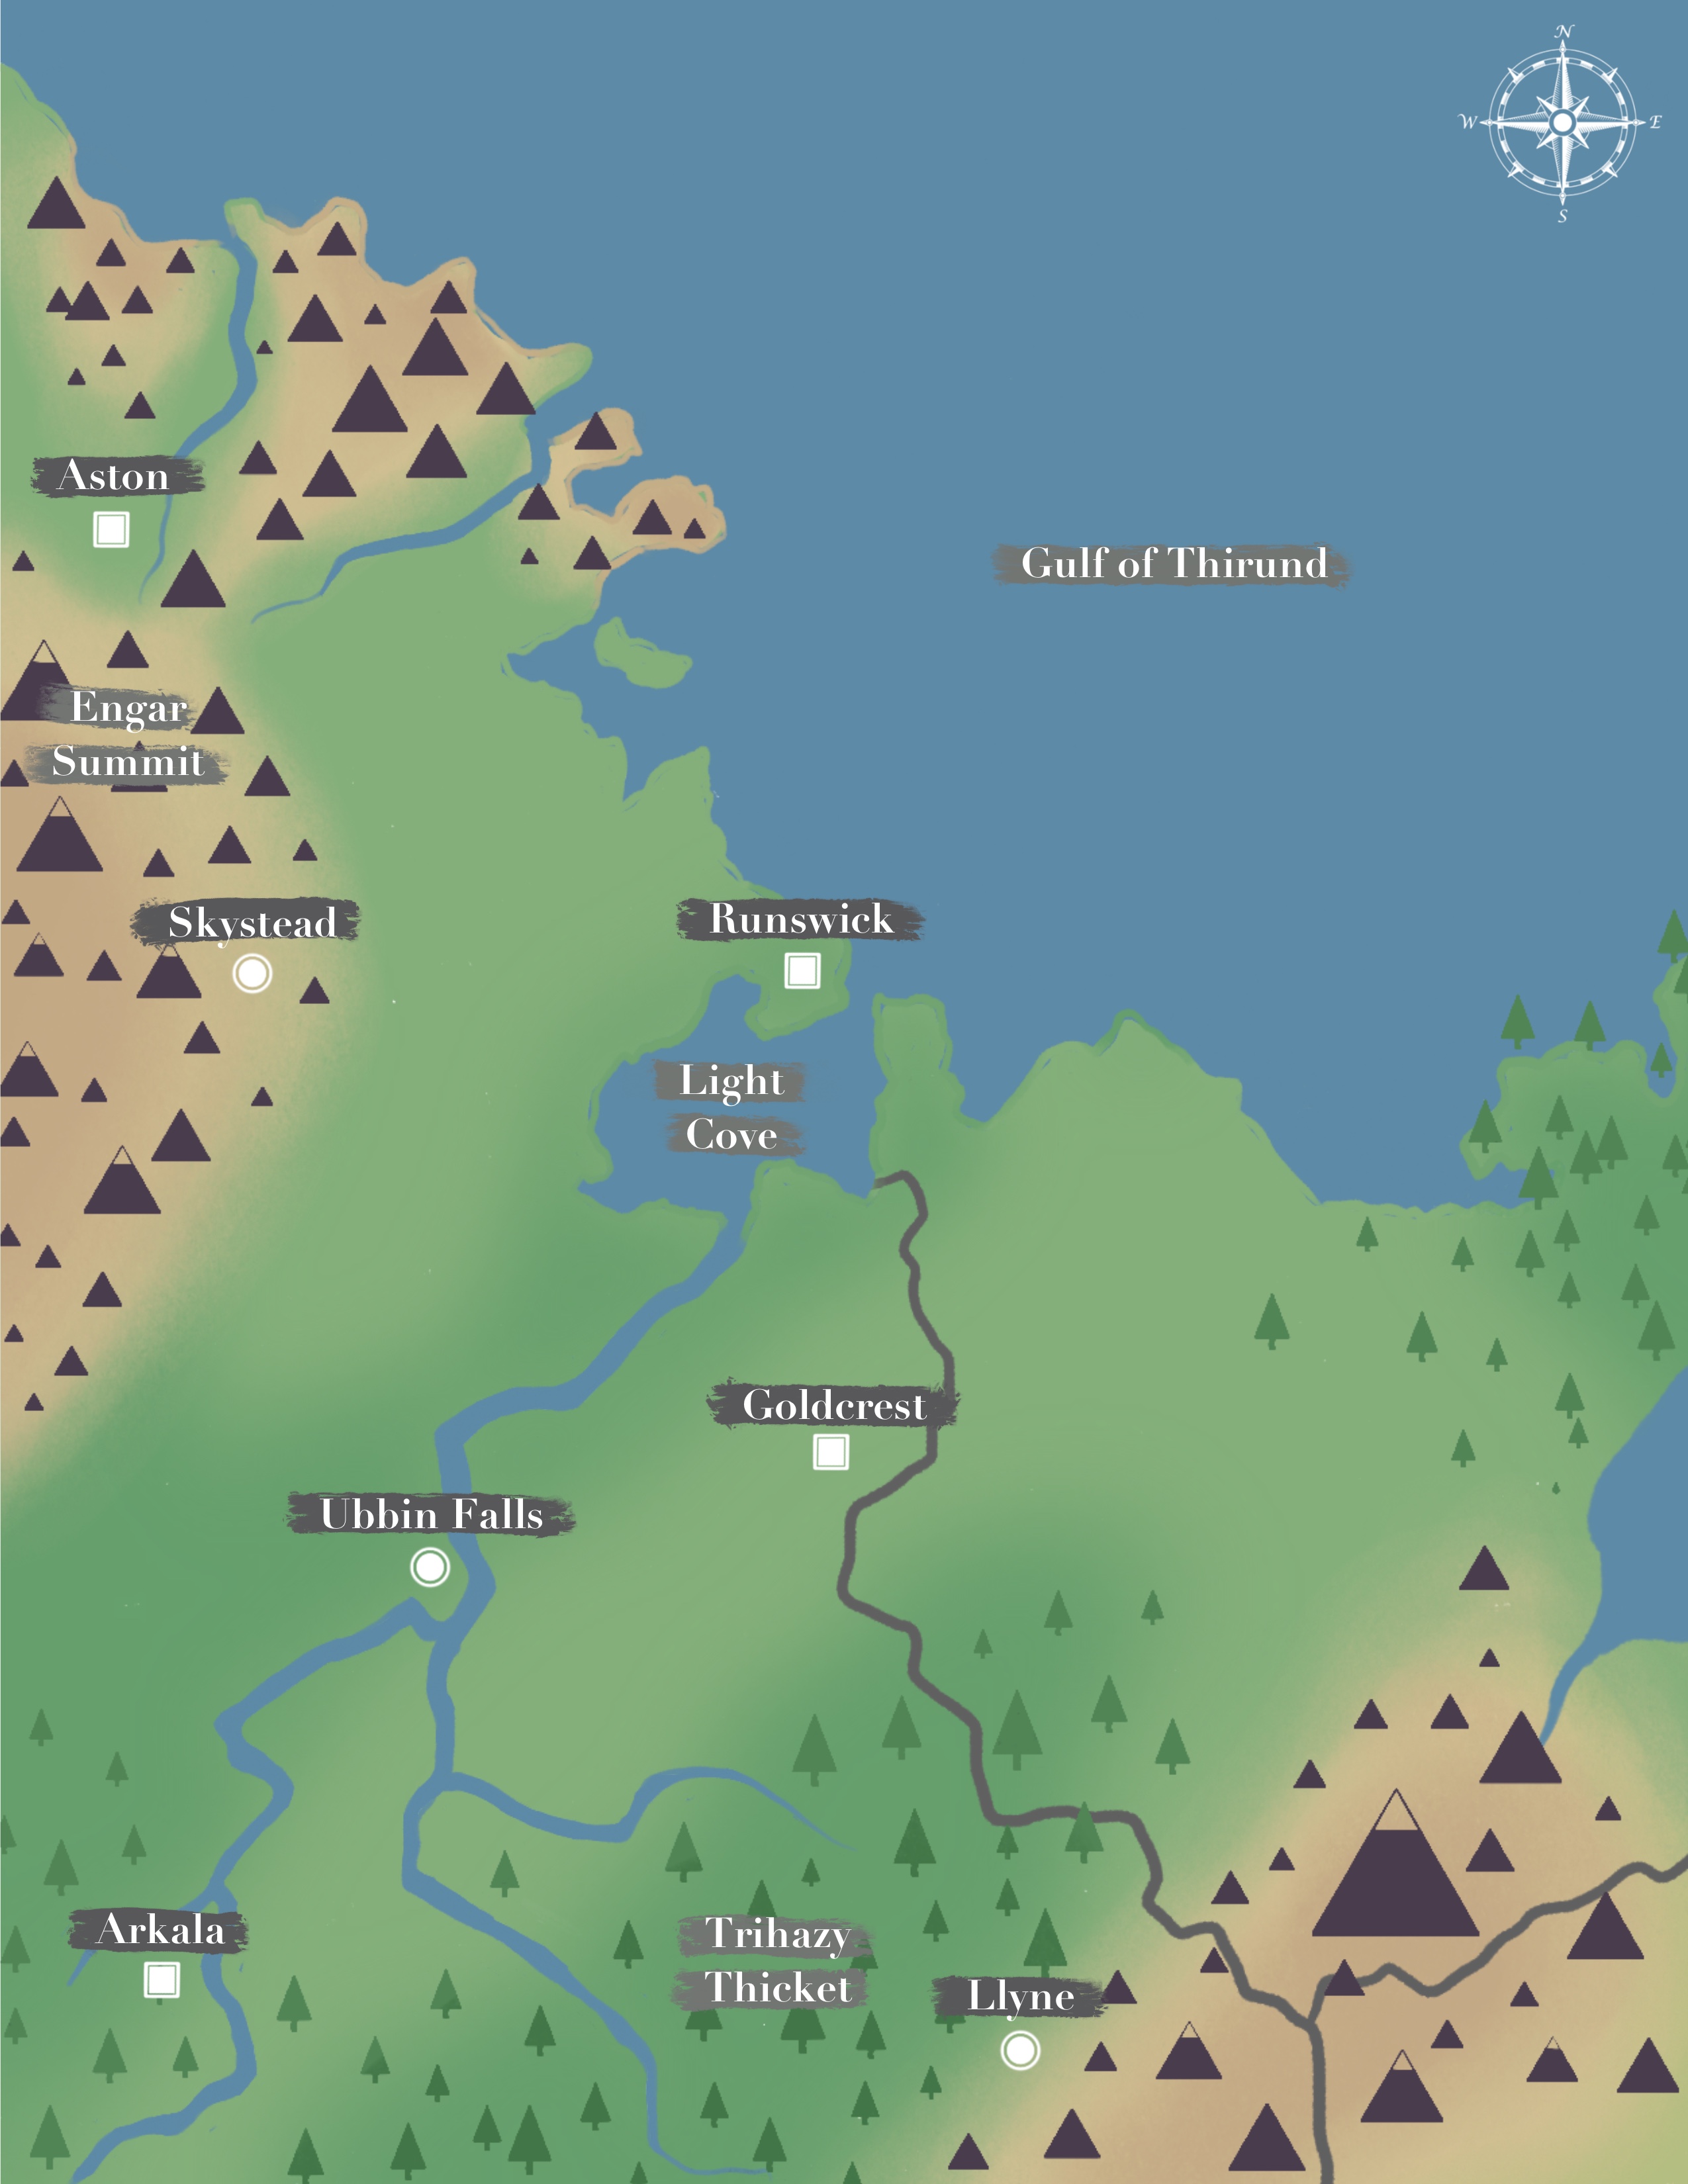 N
W E
S
Aston
Gulf of Thirund
Engar
Summit
Skystead
Runswick
Light
Cove
Goldcrest
Ubbin Falls
Arkala
Trihazy
Thicket
Llyne